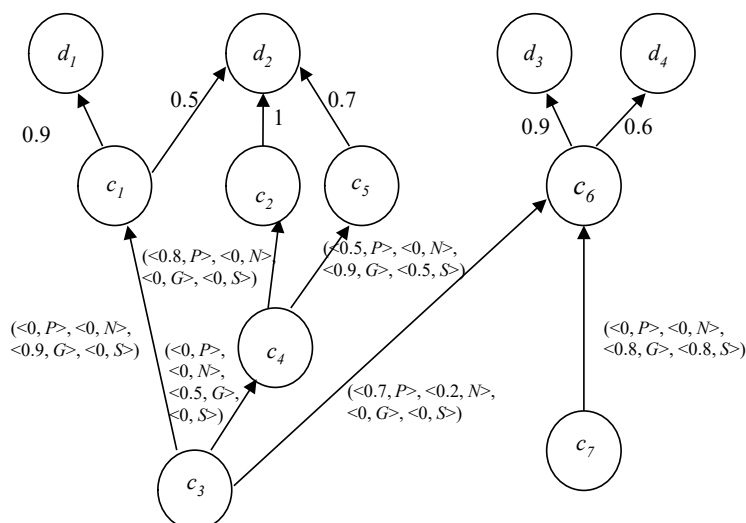 d1
d2
d3
d4
0.5
0.7
0.9
1
0.9
0.6
c1
c2
c5
c6
(<0.8, P>, <0, N>,
<0, G>, <0, S>)
(<0.5, P>, <0, N>,
<0.9, G>, <0.5, S>)
(<0, P>, <0, N>,
<0.9, G>, <0, S>)
(<0, P>,
<0, N>,
<0.5, G>,
<0, S>)
c4
(<0, P>, <0, N>,
<0.8, G>, <0.8, S>)
(<0.7, P>, <0.2, N>,
<0, G>, <0, S>)
c7
c3